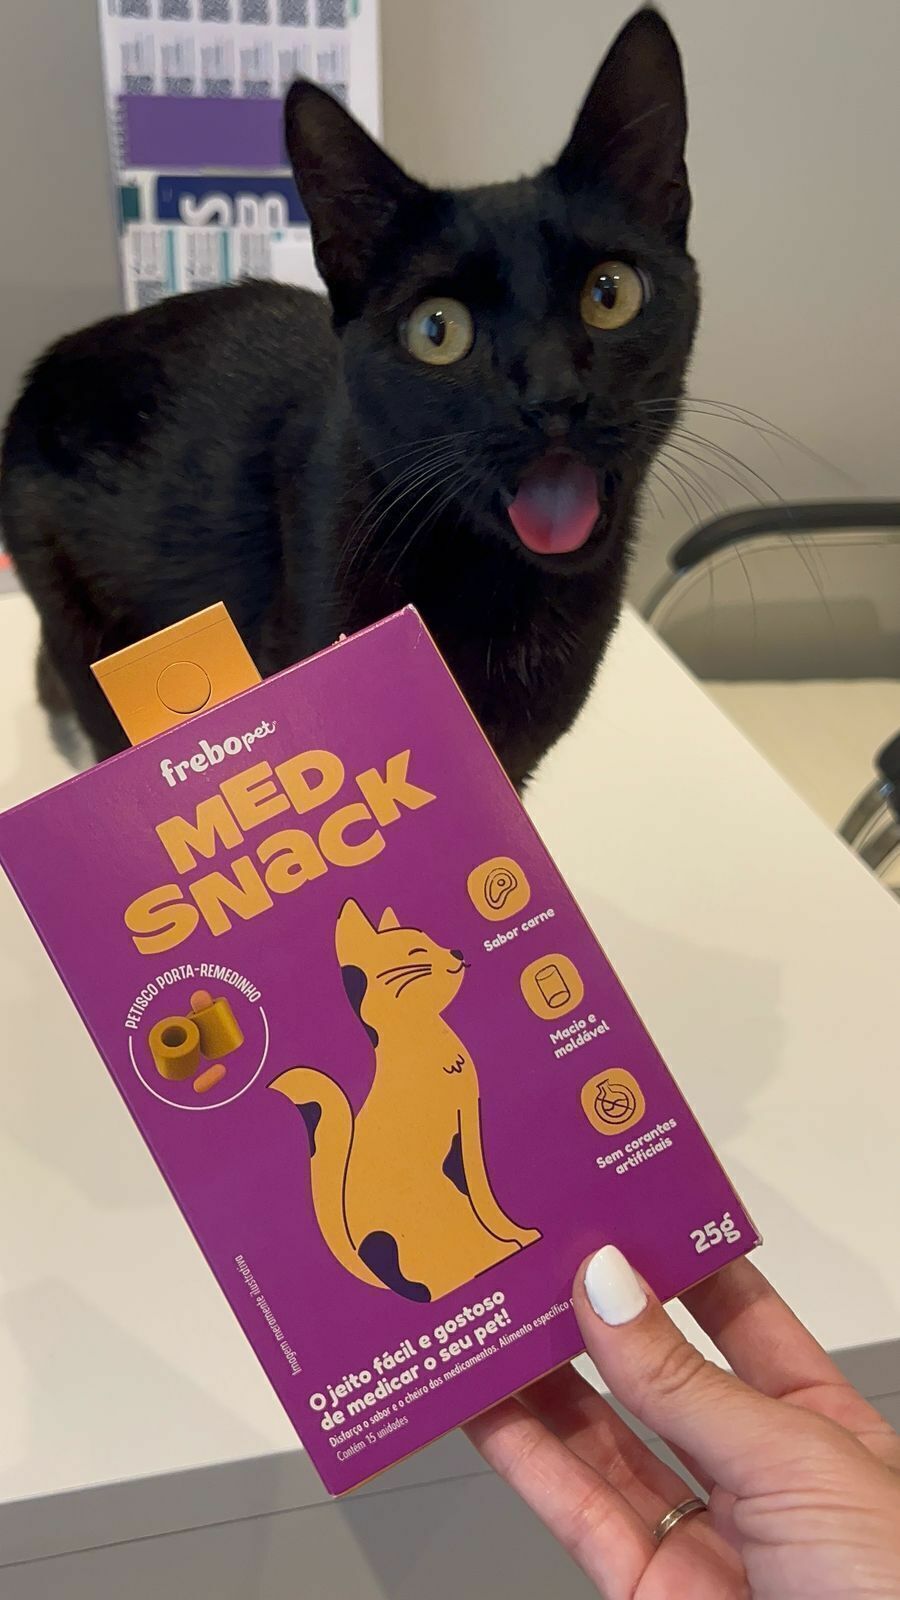 frebopet
MED
SNacK
PETISCO PORTA-REMEDINHO
Sabor carne
Macio e
moldável
Sem corantes
artificiais
25g
Imagem meramente ilustrativa
O jeito fácil e gostoso
de medicar o seu pet!
Disfarça o sabor e o cheiro dos medicamentos. Alimento específico
Contém 15 unidades